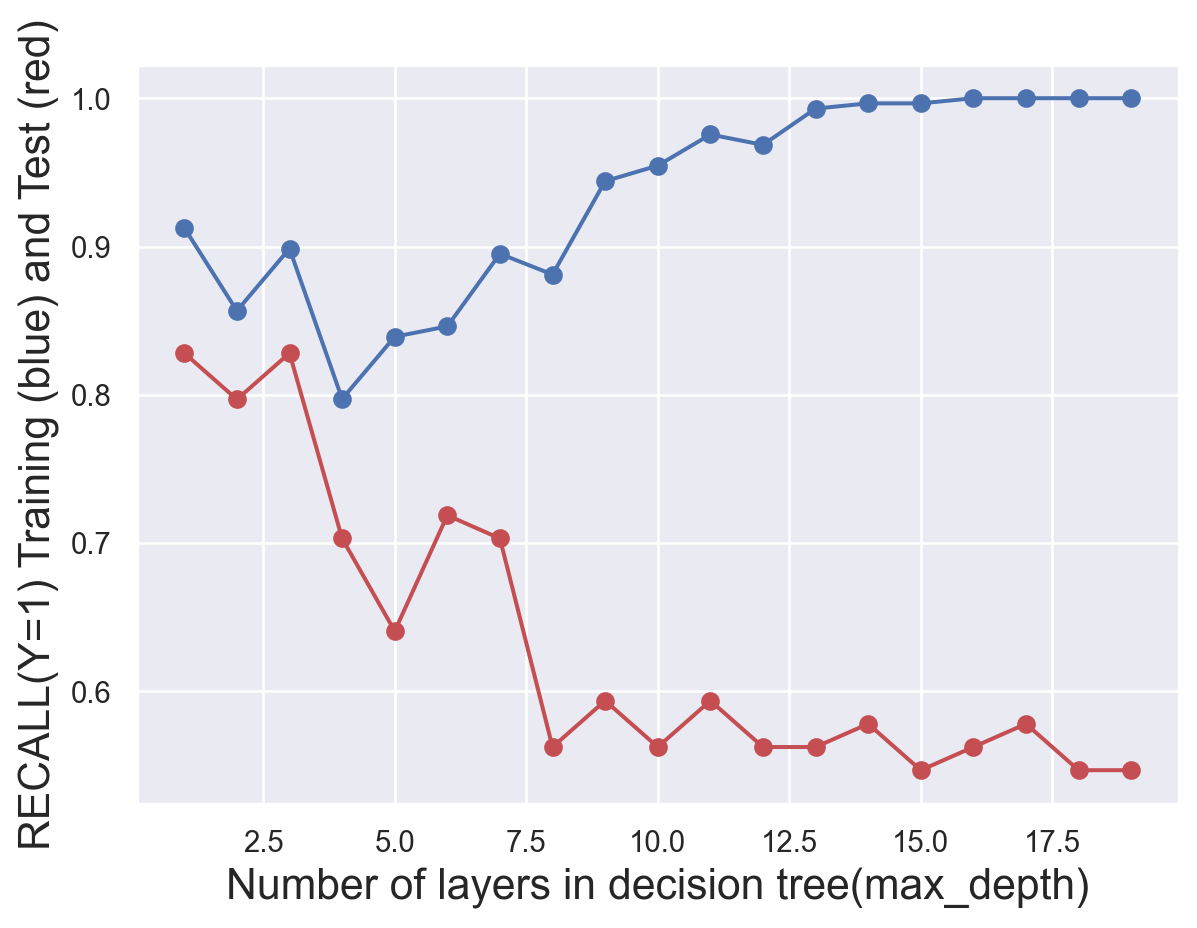 RECALL(Y=1) Training (blue) and Test (red)
1.0
0.9
0.8
0.7
0.6
2.5 5.0 7.5 10.0 12.5 15.0 17.5
Number of layers in decision tree(max_depth)